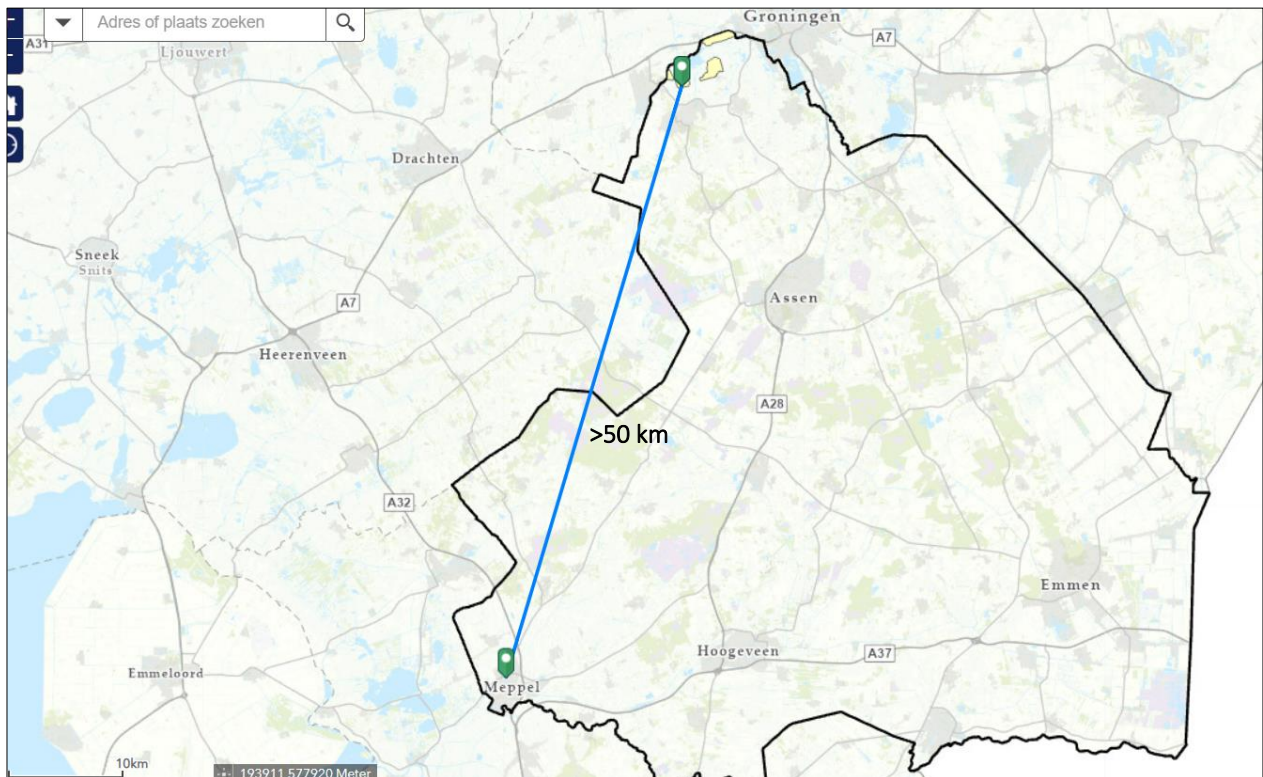 Adres of plaats zoeken
Groningen
A31
A7
Ljouwert
Drachten
Sneek
Snits
Assen
A7
Heerenveen
A28
>50 km
A32
Emmen
Hoogeveen
A37
Emmeloord
Meppel
10km
193911,577920 Meter